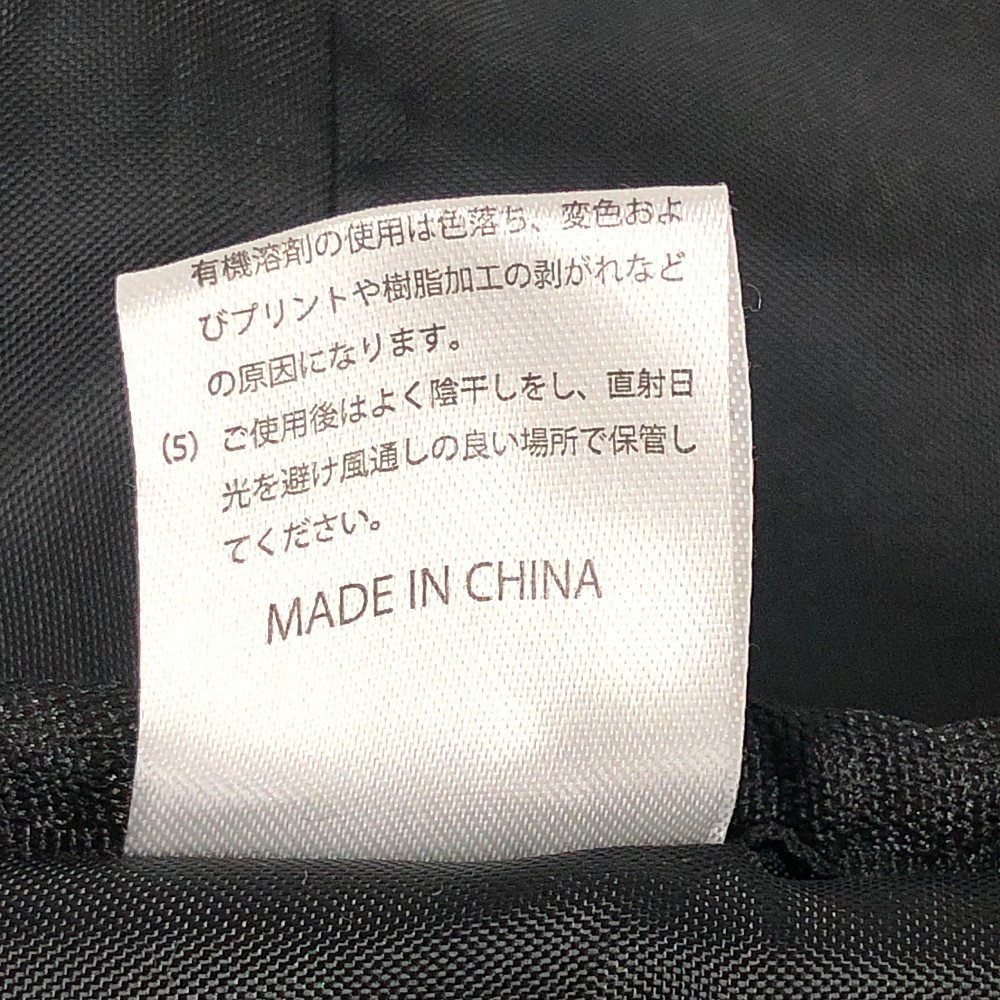 有機溶剤の使用は色落ち、変色およ
びプリントや樹脂加工の剥がれなど
の原因になります。
(5) ご使用後はよく陰干しをし、直射日
光を避け風通しの良い場所で保管し
てください。
MADE IN CHINA